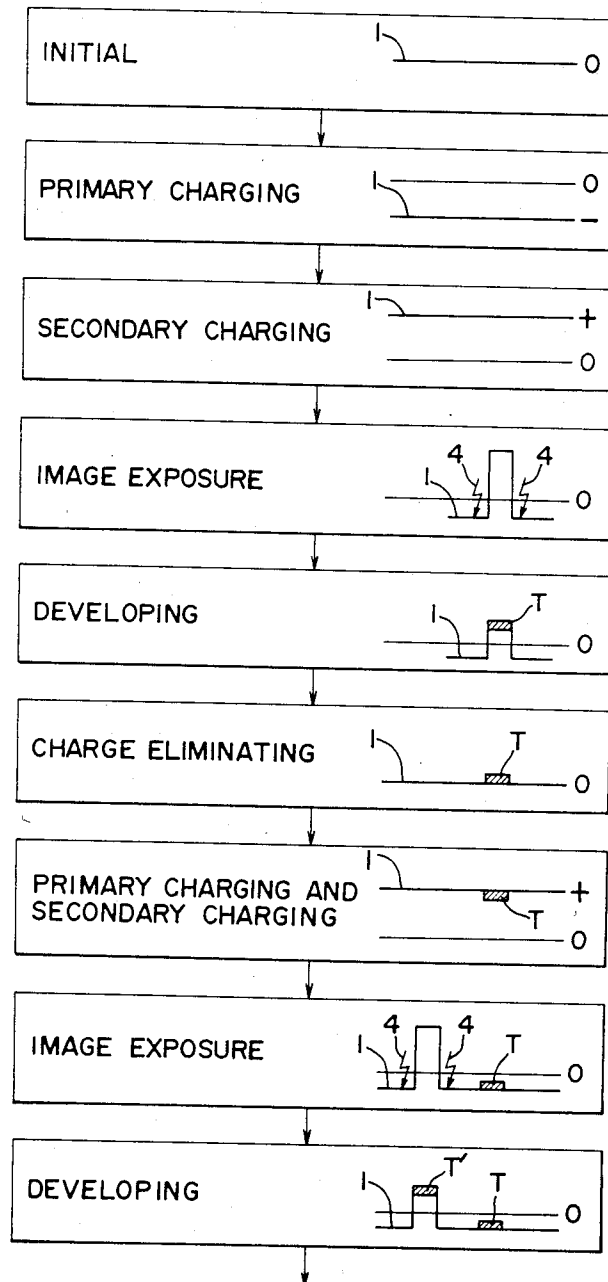 INITIAL 1 0
PRIMARY CHARGING 1 0
-
SECONDARY CHARGING 1 +
0
IMAGE EXPOSURE 1 4 4 0
DEVELOPING 1 T 0
CHARGE ELIMINATING 1 T 0
PRIMARY CHARGING AND 1 +
SECONDARY CHARGING T 0
IMAGE EXPOSURE 1 4 4 T 0
DEVELOPING 1 T' T 0